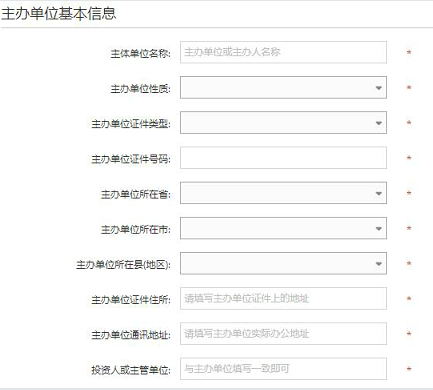 主办单位基本信息
主体单位名称: 主办单位或主办人名称 *
主办单位性质: *
主办单位证件类型: *
主办单位证件号码: *
主办单位所在省: *
主办单位所在市: *
主办单位所在县(地区): *
主办单位证件住所: 请填写主办单位证件上的地址 *
主办单位通讯地址: 请填写主办单位实际办公地址 *
投资人或主管单位: 与主办单位填写一致即可 *